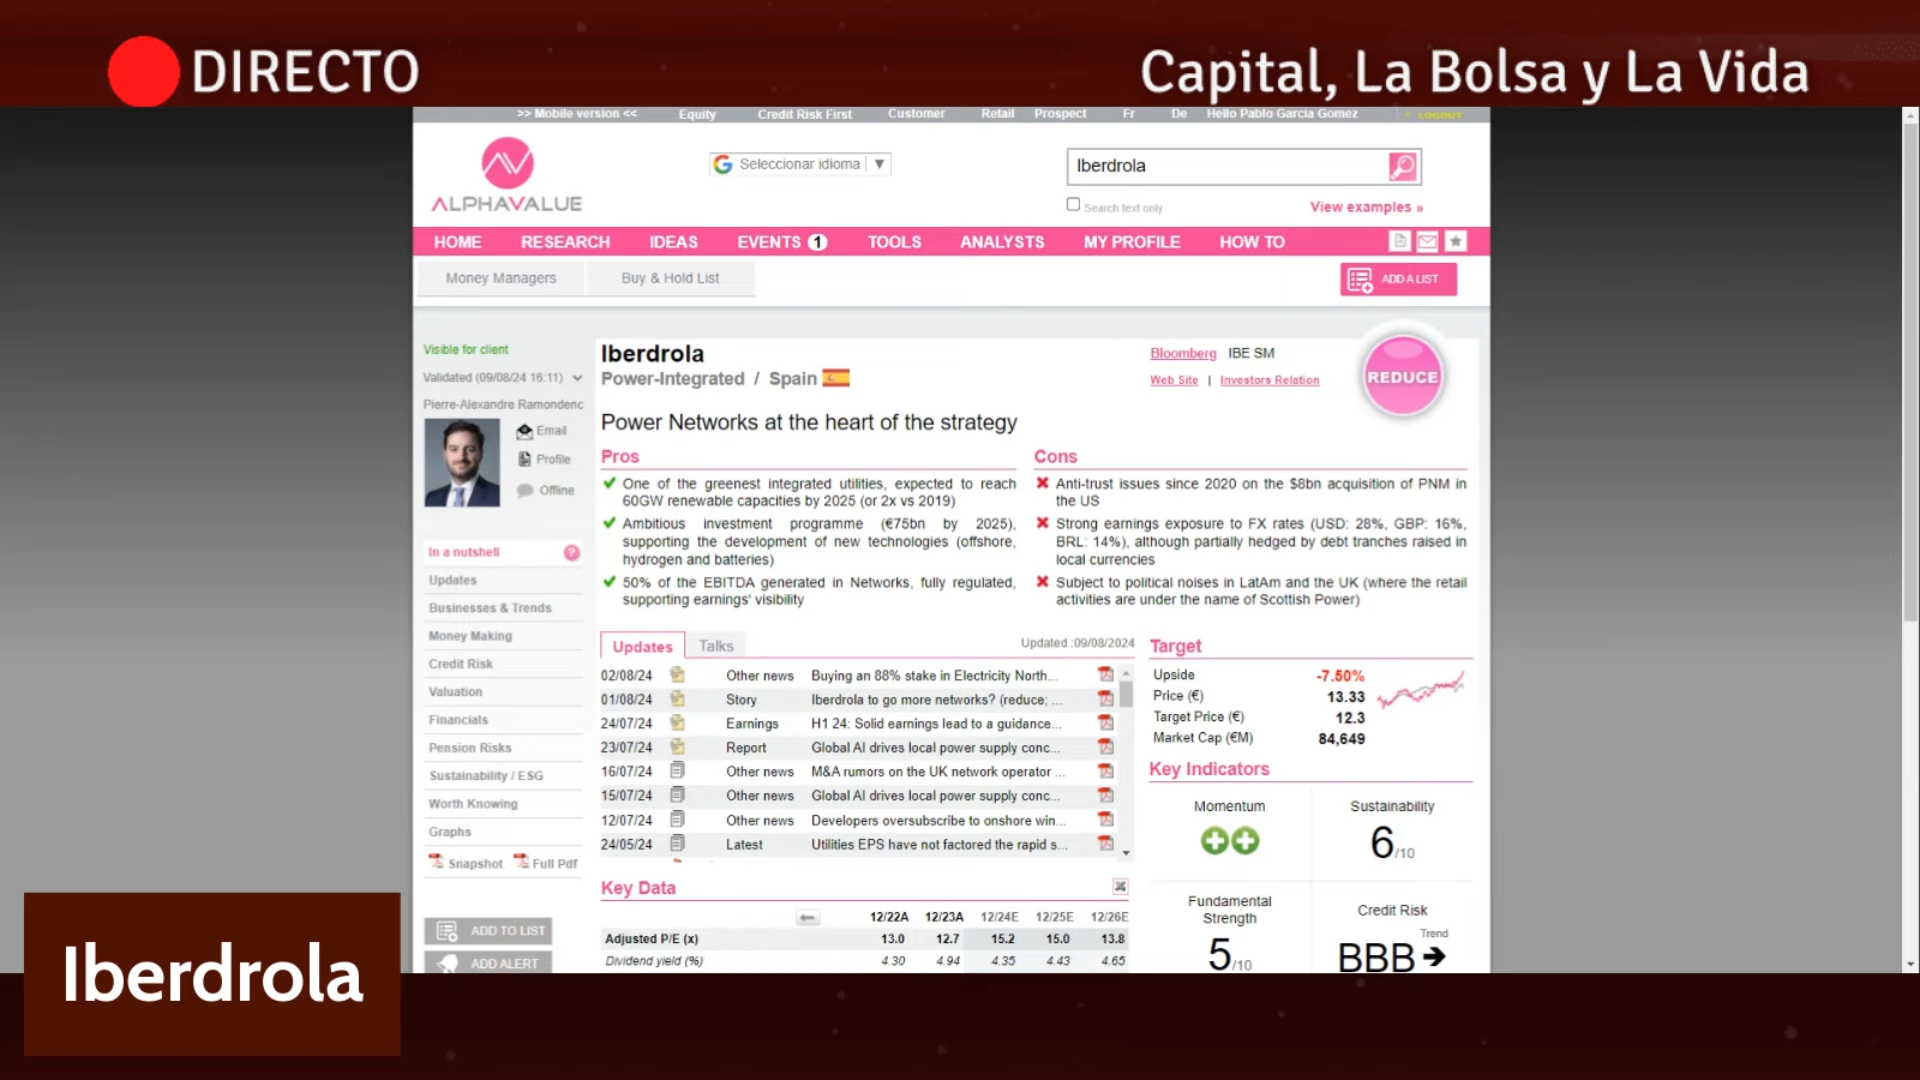 DIRECTO
Capital, La Bolsa y La Vida
>> Mobile version <<
Equity
Credit Risk First
Customer
Retail
Prospect
Fr
De
Hello Pablo Garcia Gomez
LOGOUT
ALPHAVALUE
Seleccionar idioma
Iberdrola
Search text only
View examples »
HOME
RESEARCH
IDEAS
EVENTS 1
TOOLS
ANALYSTS
MY PROFILE
HOW TO
Money Managers
Buy & Hold List
ADD A LIST
Visible for client
Validated (09/08/24 16:11)
Pierre-Alexandre Ramondenc
Email
Profile
Offline
In a nutshell ?
Updates
Businesses & Trends
Money Making
Credit Risk
Valuation
Financials
Pension Risks
Sustainability / ESG
Worth Knowing
Graphs
Snapshot
Full Pdf
ADD TO LIST
ADD ALERT
Iberdrola
Power-Integrated / Spain
Bloomberg IBE SM
Web Site | Investors Relation
REDUCE
Power Networks at the heart of the strategy
Pros
One of the greenest integrated utilities, expected to reach
60GW renewable capacities by 2025 (or 2x vs 2019)
Ambitious investment programme (€75bn by 2025),
supporting the development of new technologies (offshore,
hydrogen and batteries)
50% of the EBITDA generated in Networks, fully regulated,
supporting earnings' visibility
Cons
Anti-trust issues since 2020 on the $8bn acquisition of PNM in
the US
Strong earnings exposure to FX rates (USD: 28%, GBP: 16%,
BRL: 14%), although partially hedged by debt tranches raised in
local currencies
Subject to political noises in LatAm and the UK (where the retail
activities are under the name of Scottish Power)
Updates
Talks
Updated :09/08/2024
02/08/24 Other news Buying an 88% stake in Electricity North...
01/08/24 Story Iberdrola to go more networks? (reduce; ...
24/07/24 Earnings H1 24: Solid earnings lead to a guidance...
23/07/24 Report Global AI drives local power supply conc...
16/07/24 Other news M&A rumors on the UK network operator ...
15/07/24 Other news Global AI drives local power supply conc...
12/07/24 Other news Developers oversubscribe to onshore win...
24/05/24 Latest Utilities EPS have not factored the rapid s...
Target
Upside -7.50%
Price (€) 13.33
Target Price (€) 12.3
Market Cap (€M) 84,649
Key Indicators
Momentum
Sustainability
6/10
Fundamental
Strength
5/10
Credit Risk
Trend
BBB
Key Data
12/22A 12/23A 12/24E 12/25E 12/26E
Adjusted P/E (x) 13.0 12.7 15.2 15.0 13.8
Dividend yield (%) 4.30 4.94 4.35 4.43 4.65
Iberdrola